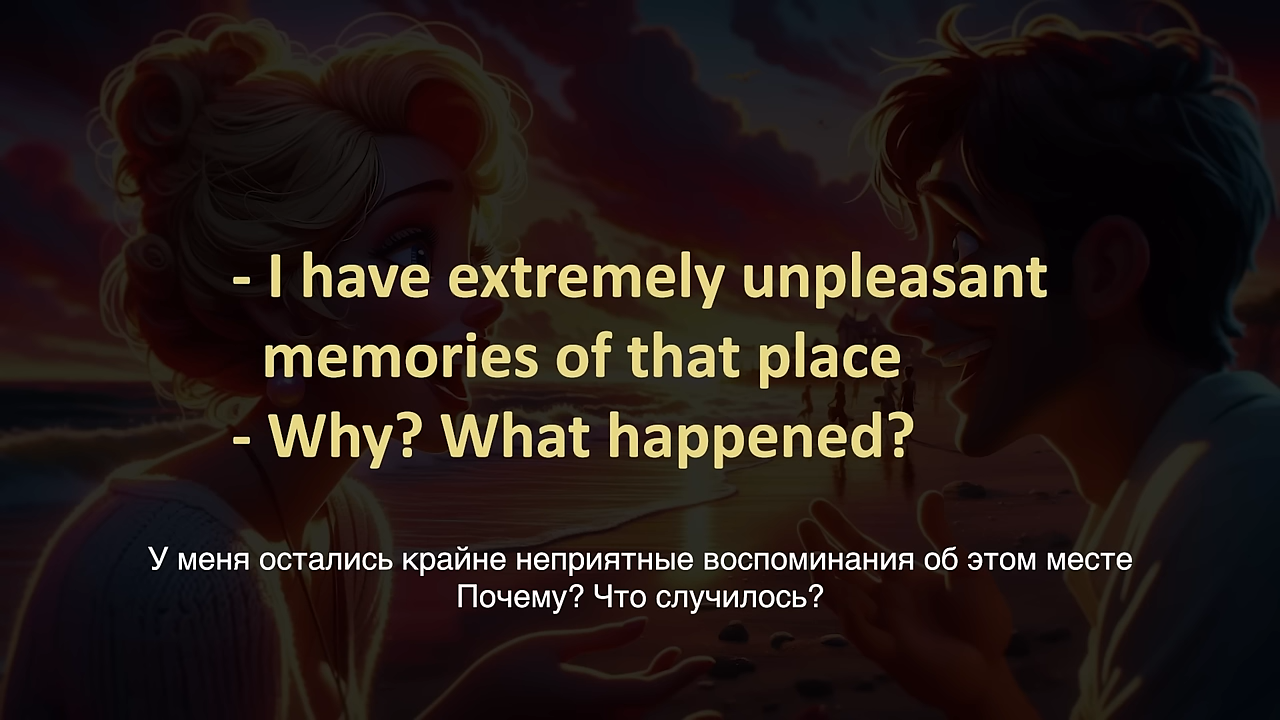 - I have extremely unpleasant
memories of that place
- Why? What happened?
У меня остались крайне неприятные воспоминания об этом месте
Почему? Что случилось?